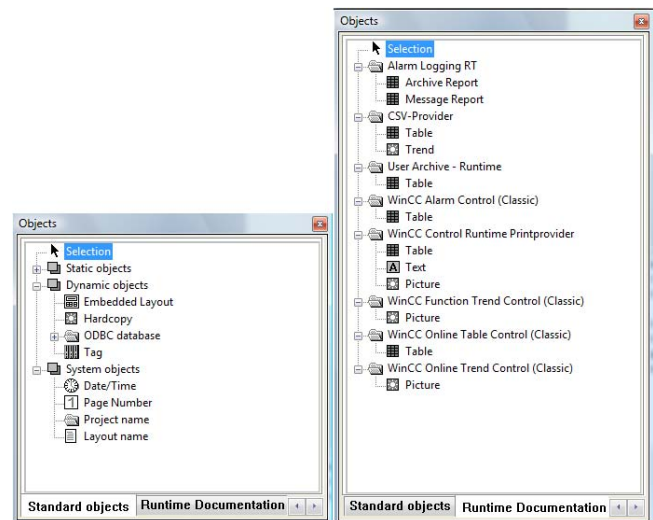 Objects
Selection
Static objects
Dynamic objects
Embedded Layout
Hardcopy
ODBC database
Tag
System objects
Date/Time
1 Page Number
Project name
Layout name
Standard objects Runtime Documentation
Objects
Selection
Alarm Logging RT
Archive Report
Message Report
CSV-Provider
Table
Trend
User Archive - Runtime
Table
WinCC Alarm Control (Classic)
Table
WinCC Control Runtime Printprovider
Table
A Text
Picture
WinCC Function Trend Control (Classic)
Picture
WinCC Online Table Control (Classic)
Table
WinCC Online Trend Control (Classic)
Picture
Standard objects Runtime Documentation